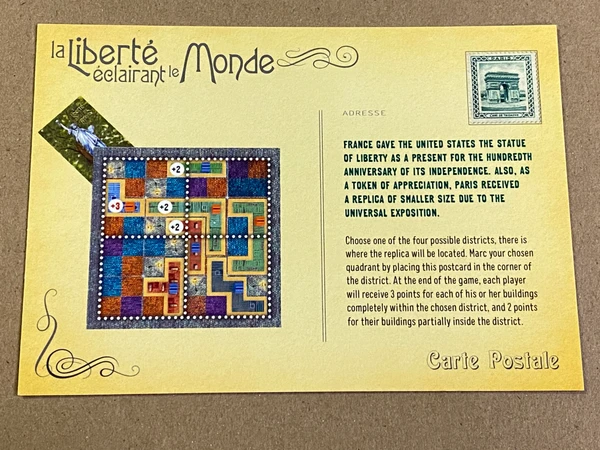 la Liberté
éclairant le Monde
PARIS
ADRESSE
FRANCE GAVE THE UNITED STATES THE STATUE
OF LIBERTY AS A PRESENT FOR THE HUNDREDTH
ANNIVERSARY OF ITS INDEPENDENCE. ALSO, AS
A TOKEN OF APPRECIATION, PARIS RECEIVED
A REPLICA OF SMALLER SIZE DUE TO THE
UNIVERSAL EXPOSITION.
+2
+3
+2
+2
Choose one of the four possible districts, there is
where the replica will be located. Marc your chosen
quadrant by placing this postcard in the corner of
the district. At the end of the game, each player
will receive 3 points for each of his or her buildings
completely within the chosen district, and 2 points
for their buildings partially inside the district.
Carte Postale